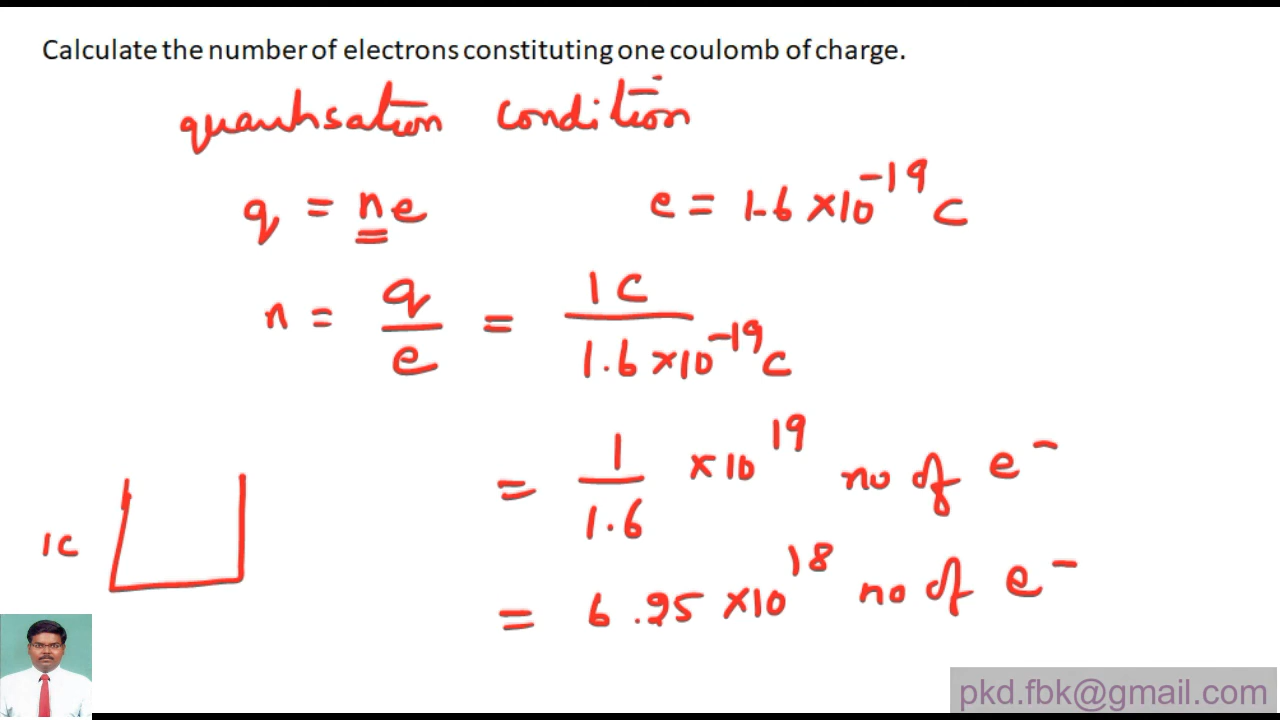 Calculate the number of electrons constituting one coulomb of charge.
quantisation condition
q = ne e = 1.6 ×10^-19 C
n = q/e = 1C/1.6×10^-19 C
= 1/1.6 ×10^19 no of e^-
1C
= 6.25 ×10^18 no of e^-
pkd.fbk@gmail.com